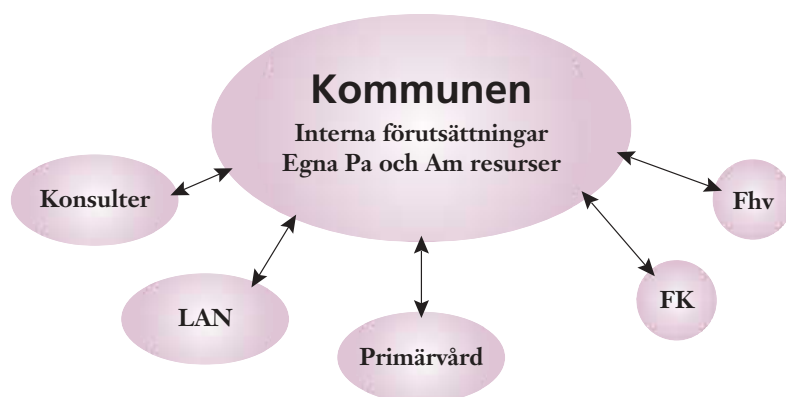 Kommunen
Interna förutsättningar
Egna Pa och Am resurser
Konsulter
LAN
Primärvård
FK
Fhv